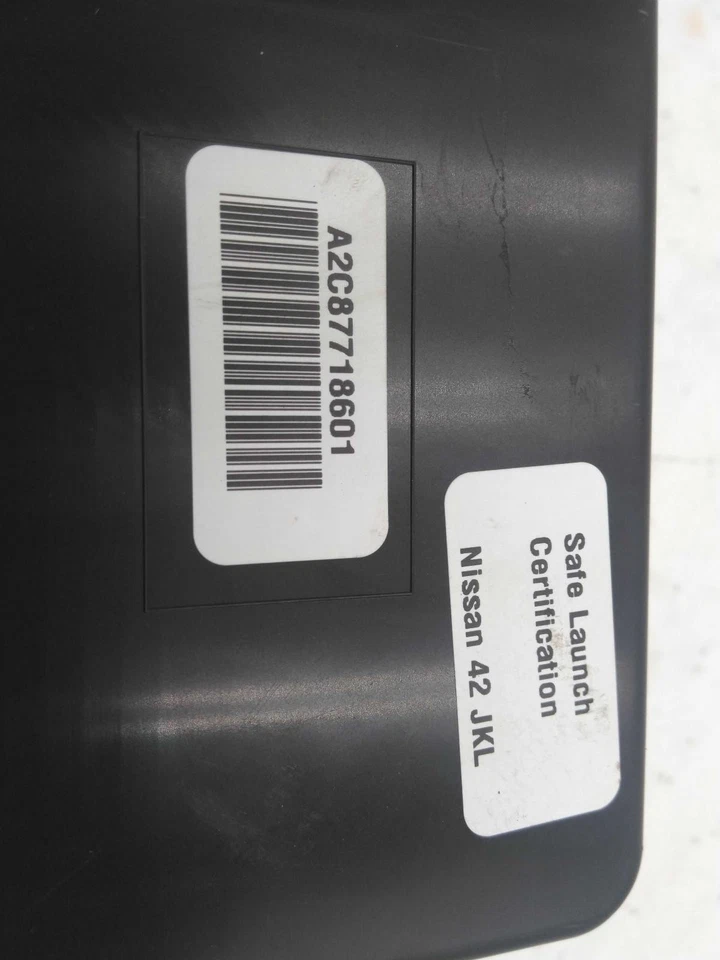 A2C87718601
Safe Launch
Certification
Nissan 42 JKL